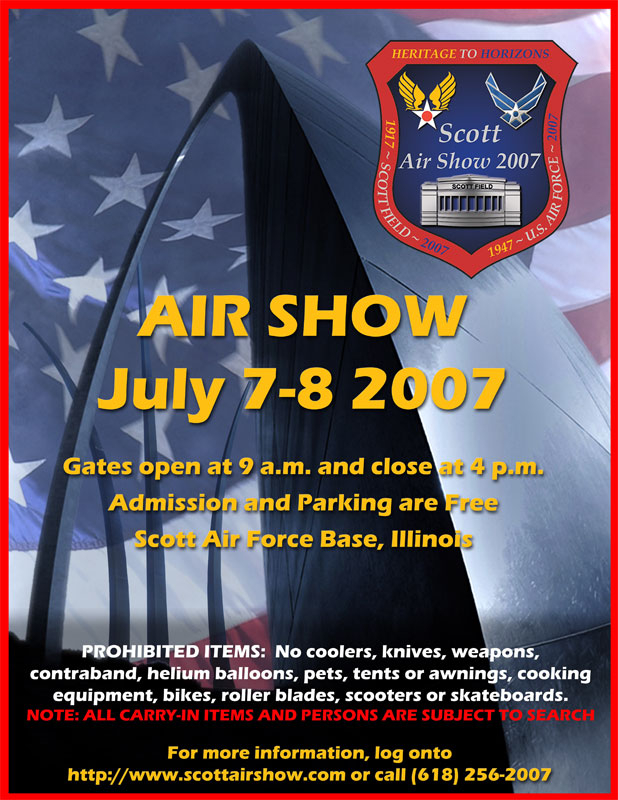 HERITAGE TO HORIZONS
Scott
Air Show 2007
SCOTT FIELD
1917 ~ SCOTT FIELD ~ 2007
1947 ~ U.S. AIR FORCE ~ 2007
AIR SHOW
July 7-8 2007
Gates open at 9 a.m. and close at 4 p.m.
Admission and Parking are Free
Scott Air Force Base, Illinois
PROHIBITED ITEMS: No coolers, knives, weapons,
contraband, helium balloons, pets, tents or awnings, cooking
equipment, bikes, roller blades, scooters or skateboards.
NOTE: ALL CARRY-IN ITEMS AND PERSONS ARE SUBJECT TO SEARCH
For more information, log onto
http://www.scottairshow.com or call (618) 256-2007